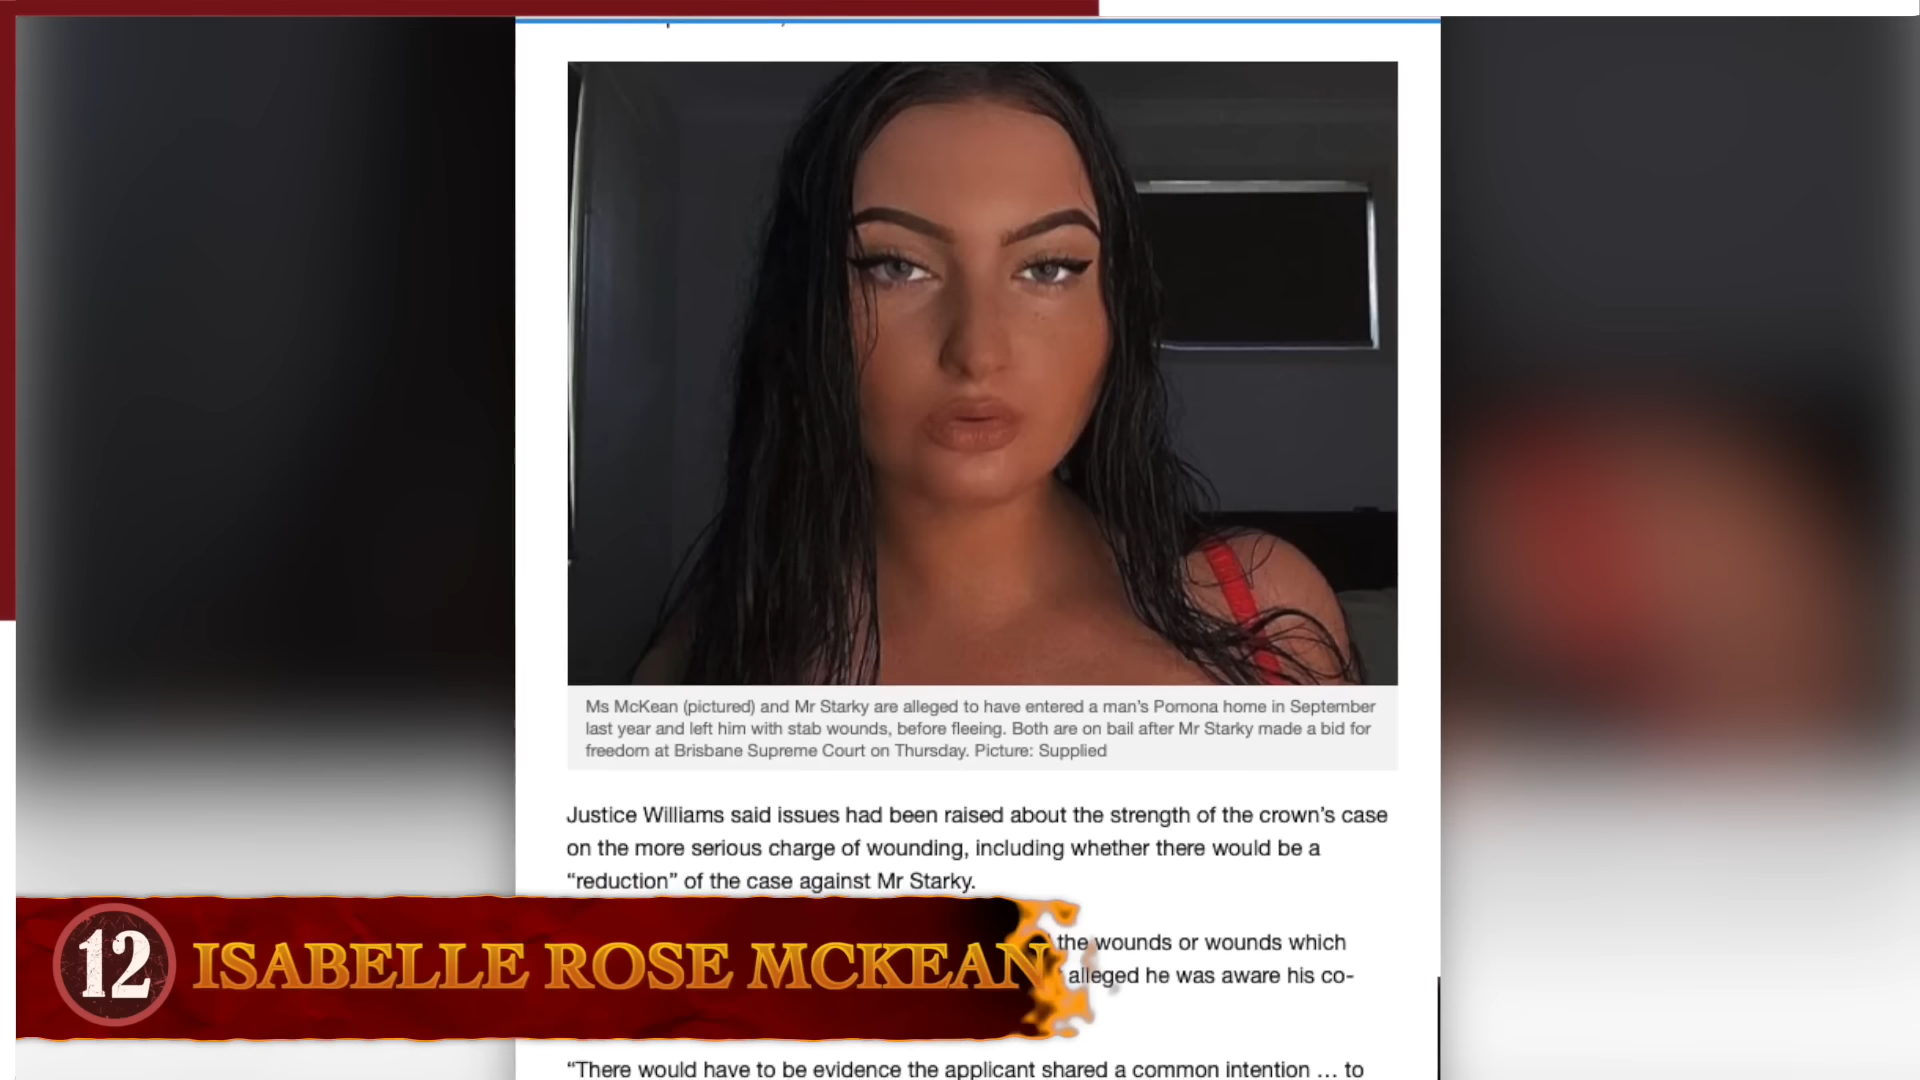 Ms McKean (pictured) and Mr Starky are alleged to have entered a man's Pomona home in September
last year and left him with stab wounds, before fleeing. Both are on bail after Mr Starky made a bid for
freedom at Brisbane Supreme Court on Thursday. Picture: Supplied
Justice Williams said issues had been raised about the strength of the crown's case
on the more serious charge of wounding, including whether there would be a
“reduction” of the case against Mr Starky.
the wounds or wounds which
alleged he was aware his co-
12 ISABELLE ROSE MCKEAN
“There would have to be evidence the applicant shared a common intention … to